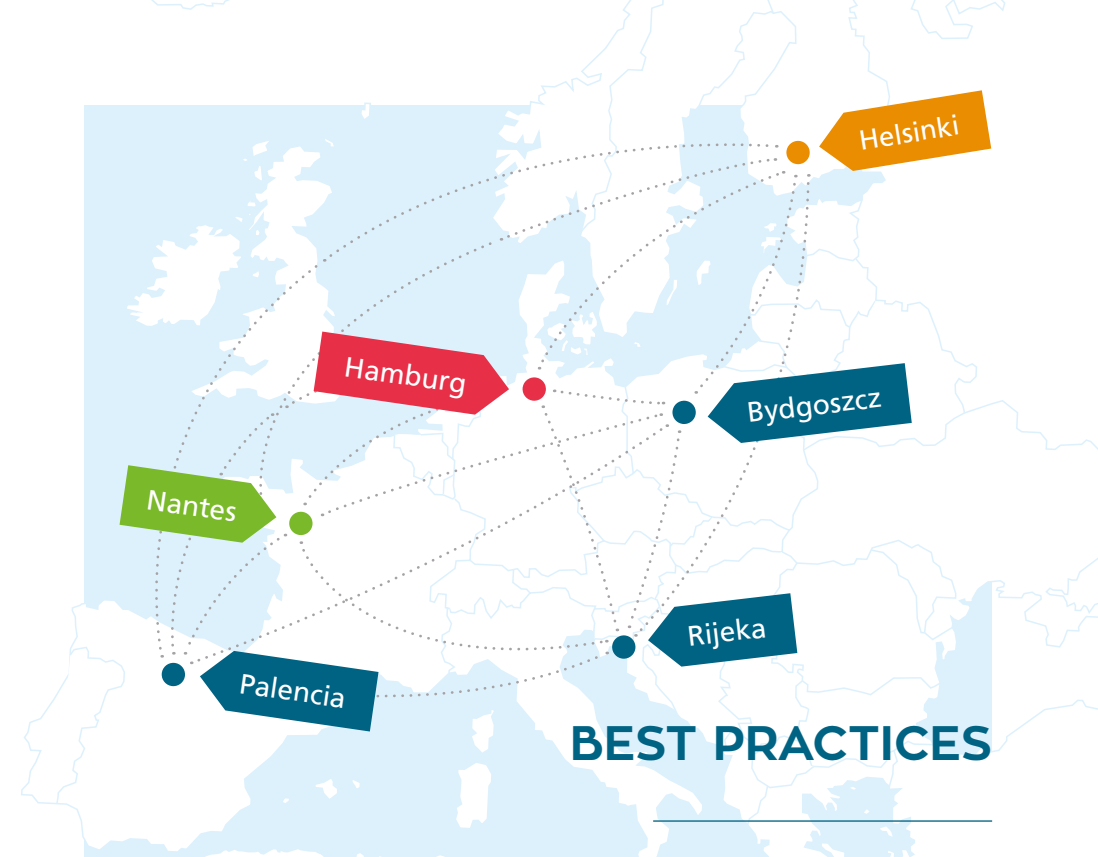 Helsinki
Hamburg
Bydgoszcz
Nantes
Rijeka
Palencia
BEST PRACTICES